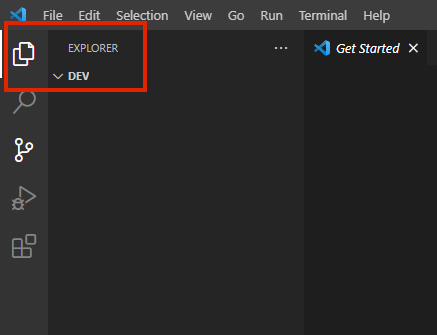 File Edit Selection View Go Run Terminal Help
EXPLORER ··· Get Started ×
DEV